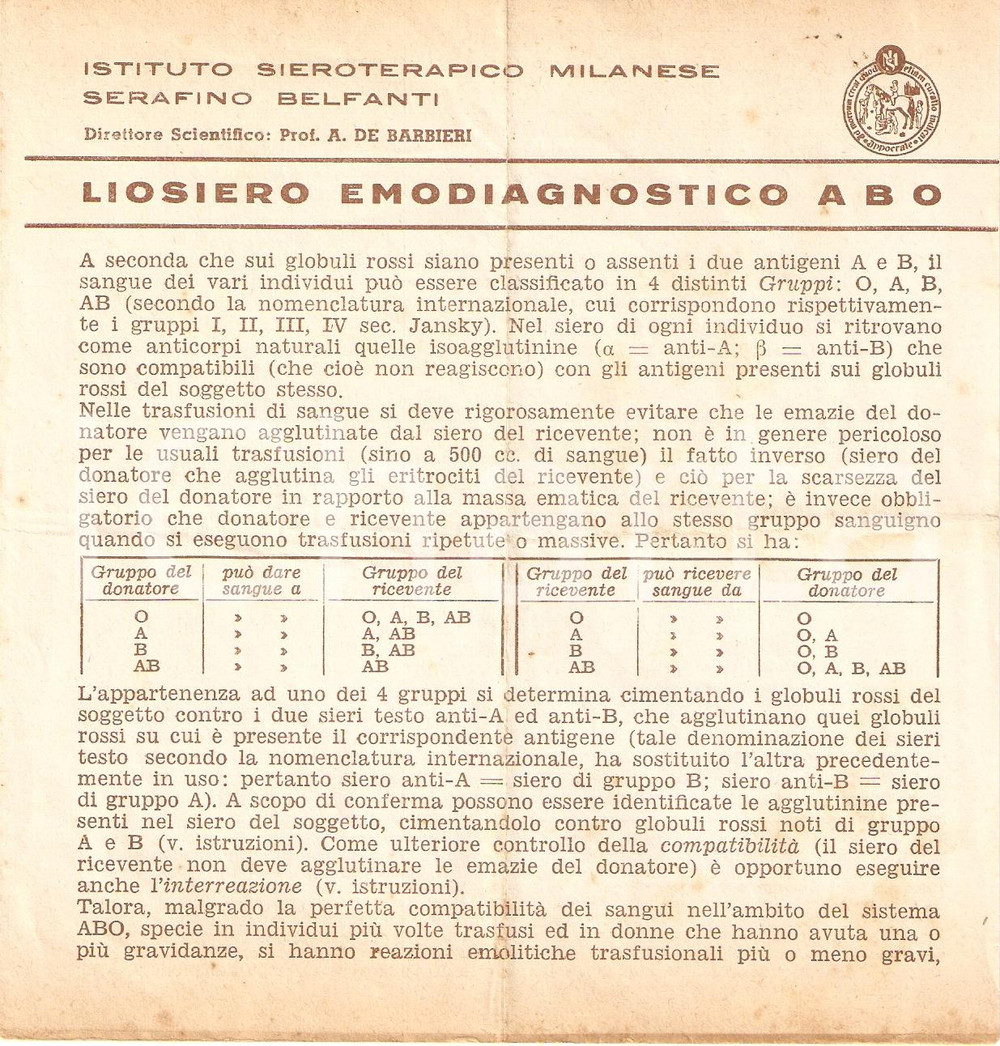 ISTITUTO SIEROTERAPICO MILANESE
SERAFINO BELFANTI
Direttore Scientifico: Prof. A. DE BARBIERI
LIOSIERO EMODIAGNOSTICO A B O
A seconda che sui globuli rossi siano presenti o assenti i due antigeni A e B, il
sangue dei vari individui può essere classificato in 4 distinti Gruppi: O, A, B,
AB (secondo la nomenclatura internazionale, cui corrispondono rispettivamen-
te i gruppi I, II, III, IV sec. Jansky). Nel siero di ogni individuo si ritrovano
come anticorpi naturali quelle isoagglutinine (α = anti-A; β = anti-B) che
sono compatibili (che cioè non reagiscono) con gli antigeni presenti sui globuli
rossi del soggetto stesso.
Nelle trasfusioni di sangue si deve rigorosamente evitare che le emazie del do-
natore vengano agglutinate dal siero del ricevente; non è in genere pericoloso
per le usuali trasfusioni (sino a 500 cc. di sangue) il fatto inverso (siero del
donatore che agglutina gli eritrociti del ricevente) e ciò per la scarsezza del
siero del donatore in rapporto alla massa ematica del ricevente; è invece obbli-
gatorio che donatore e ricevente appartengano allo stesso gruppo sanguigno
quando si eseguono trasfusioni ripetute o massive. Pertanto si ha:
Gruppo del donatore | può dare sangue a | Gruppo del ricevente | Gruppo del ricevente | può ricevere sangue da | Gruppo del donatore
O » » O, A, B, AB O » » O
A » » A, AB A » » O, A
B » » B, AB B » » O, B
AB » » AB AB » » O, A, B, AB
L'appartenenza ad uno dei 4 gruppi si determina cimentando i globuli rossi del
soggetto contro i due sieri testo anti-A ed anti-B, che agglutinano quei globuli
rossi su cui è presente il corrispondente antigene (tale denominazione dei sieri
testo secondo la nomenclatura internazionale, ha sostituito l'altra precedente-
mente in uso: pertanto siero anti-A = siero di gruppo B; siero anti-B = siero
di gruppo A). A scopo di conferma possono essere identificate le agglutinine pre-
senti nel siero del soggetto, cimentandolo contro globuli rossi noti di gruppo
A e B (v. istruzioni). Come ulteriore controllo della compatibilità (il siero del
ricevente non deve agglutinare le emazie del donatore) è opportuno eseguire
anche l'interreazione (v. istruzioni).
Talora, malgrado la perfetta compatibilità dei sangui nell'ambito del sistema
ABO, specie in individui più volte trasfusi ed in donne che hanno avuta una o
più gravidanze, si hanno reazioni emolitiche trasfusionali più o meno gravi,